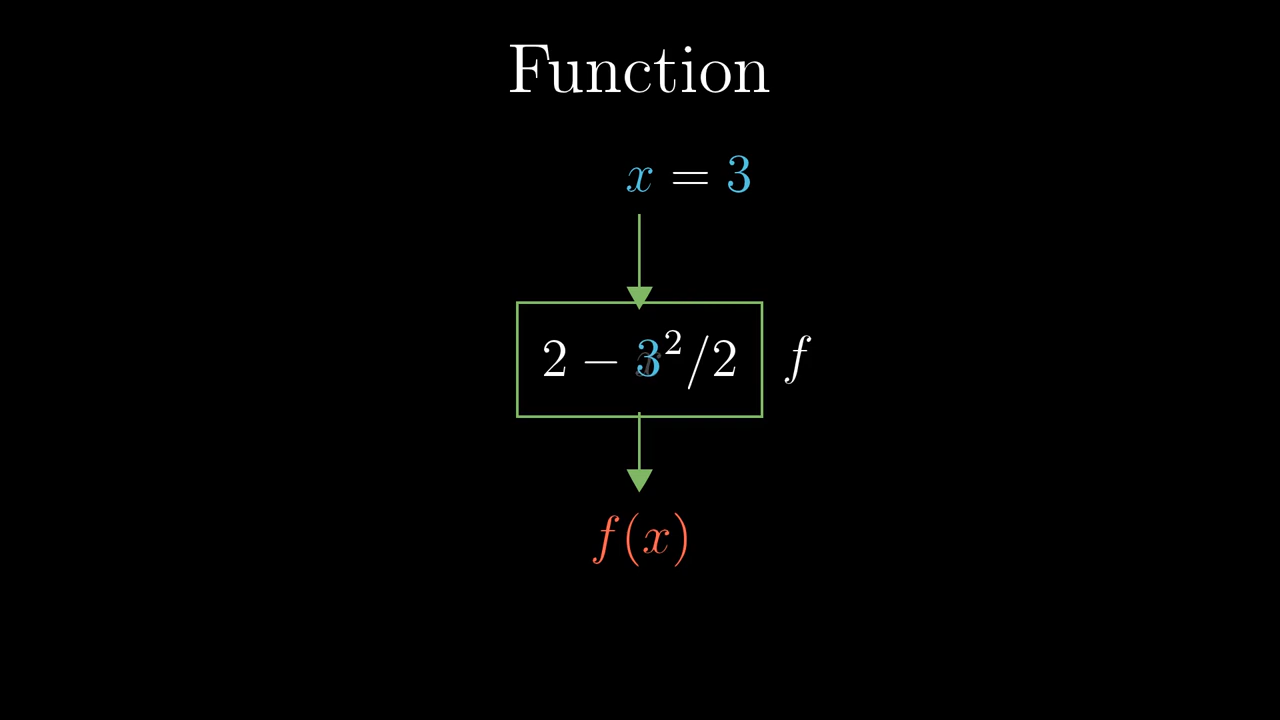 Function
x = 3
2 − 3²/2
f
f(x)